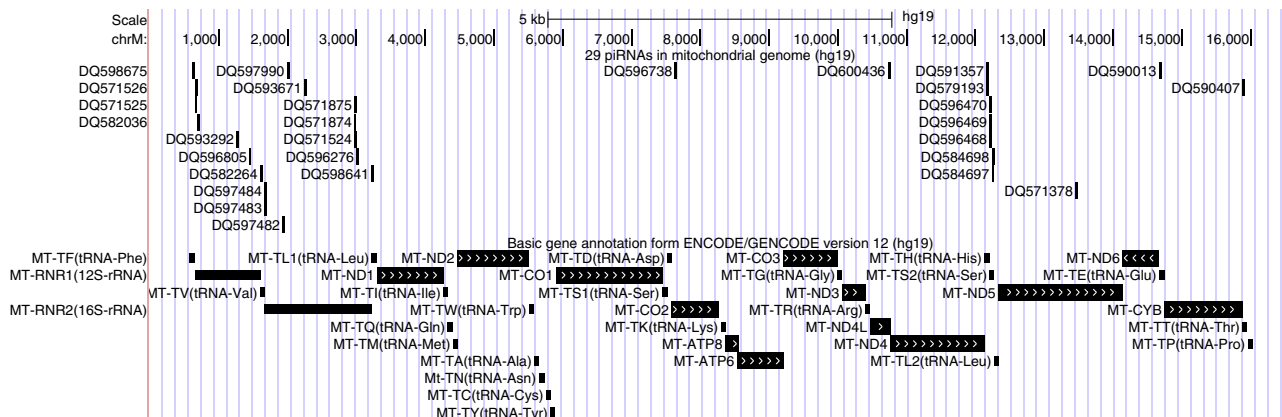 Scale 5 kb hg19
chrM: 1,000 2,000 3,000 4,000 5,000 6,000 7,000 8,000 9,000 10,000 11,000 12,000 13,000 14,000 15,000 16,000
29 piRNAs in mitochondrial genome (hg19)
DQ598675 DQ597990 DQ596738 DQ600436 DQ591357 DQ590013
DQ571526 DQ593671 DQ579193 DQ590407
DQ571525 DQ571875 DQ596470
DQ582036 DQ571874 DQ596469
DQ593292 DQ571524 DQ596468
DQ596805 DQ596276 DQ584698
DQ582264 DQ598641 DQ584697
DQ597484 DQ571378
DQ597483
DQ597482
Basic gene annotation form ENCODE/GENCODE version 12 (hg19)
MT-TF(tRNA-Phe) MT-TL1(tRNA-Leu) MT-ND2 MT-TD(tRNA-Asp) MT-CO3 MT-TH(tRNA-His) MT-ND6
MT-RNR1(12S-rRNA) MT-ND1 MT-CO1 MT-TG(tRNA-Gly) MT-TS2(tRNA-Ser) MT-TE(tRNA-Glu)
MT-TV(tRNA-Val) MT-TI(tRNA-Ile) MT-TS1(tRNA-Ser) MT-ND3 MT-ND5
MT-RNR2(16S-rRNA) MT-TW(tRNA-Trp) MT-CO2 MT-TR(tRNA-Arg) MT-CYB
MT-TQ(tRNA-Gln) MT-TK(tRNA-Lys) MT-ND4L MT-TT(tRNA-Thr)
MT-TM(tRNA-Met) MT-ATP8 MT-ND4 MT-TP(tRNA-Pro)
MT-TA(tRNA-Ala) MT-ATP6 MT-TL2(tRNA-Leu)
Mt-TN(tRNA-Asn)
MT-TC(tRNA-Cys)
MT-TY(tRNA-Tyr)